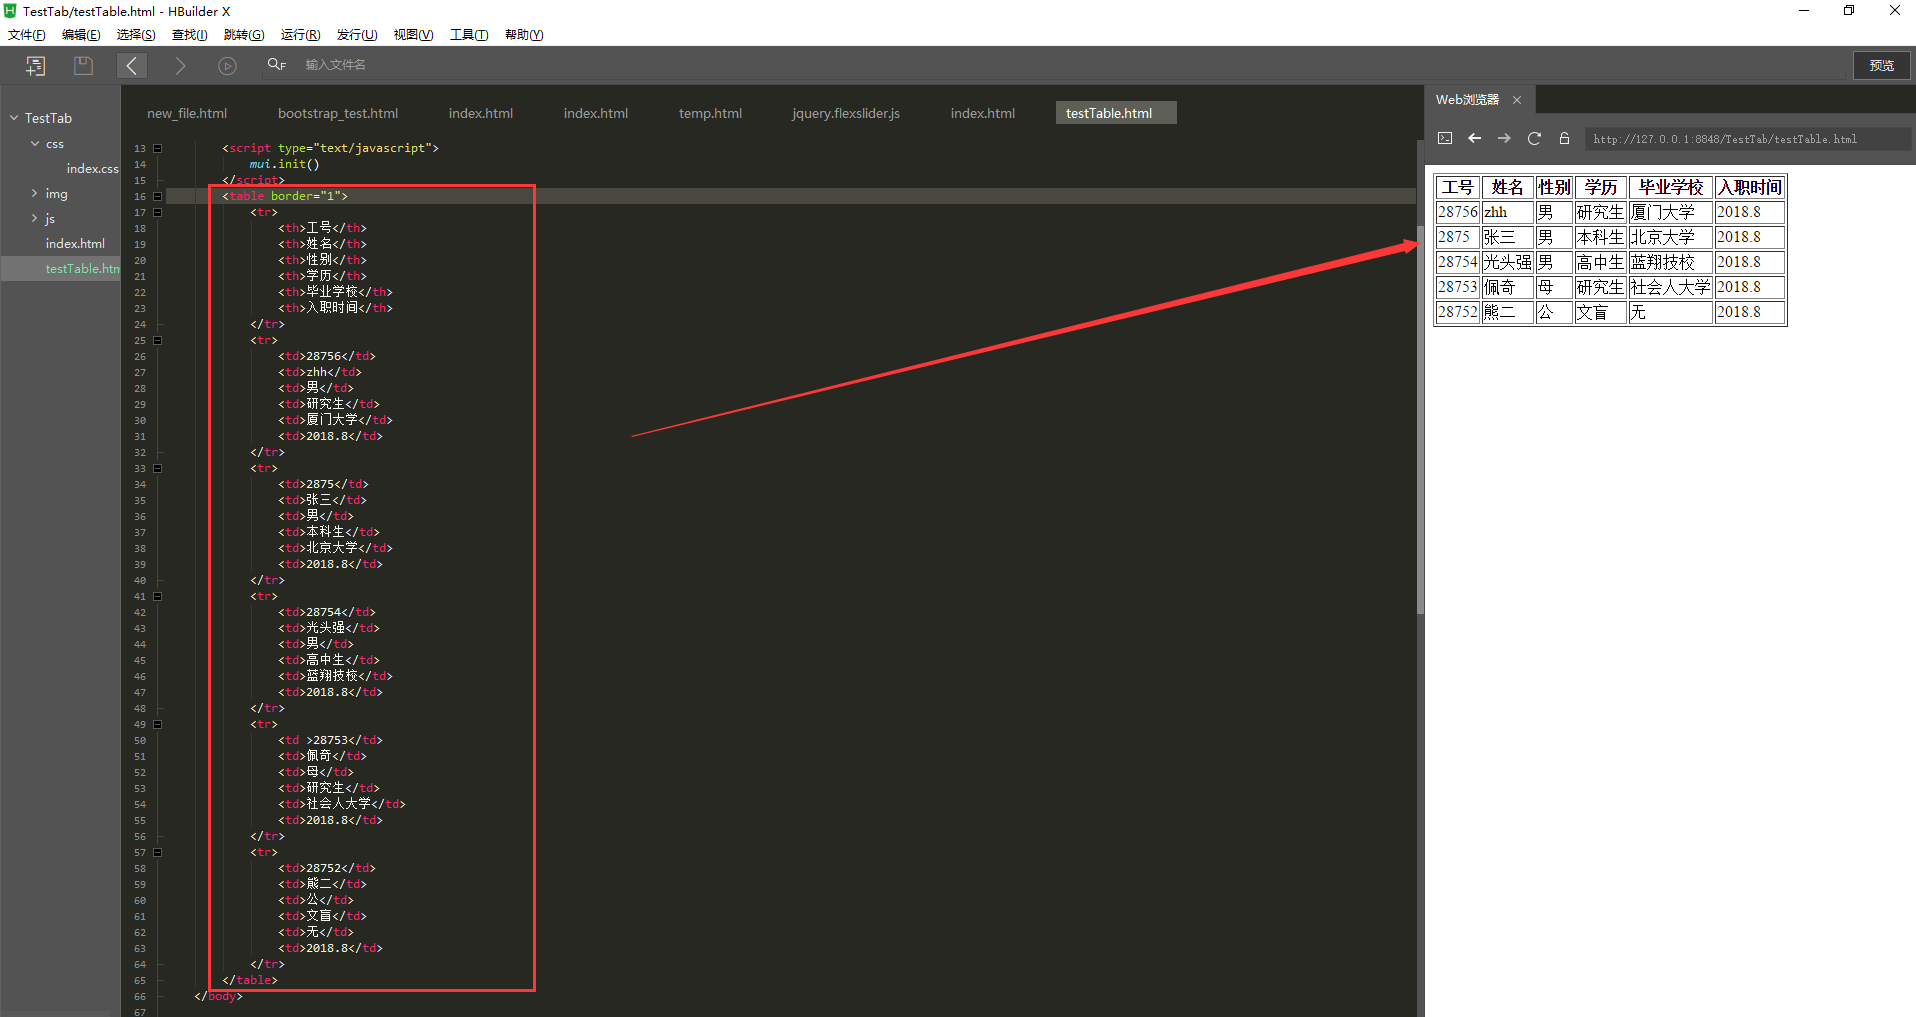 TestTab/testTable.html - HBuilder X
文件(F) 编辑(E) 选择(S) 查找(I) 跳转(G) 运行(R) 发行(U) 视图(V) 工具(T) 帮助(Y)
输入文件名
预览
TestTab
css
index.css
img
js
index.html
testTable.htm
new_file.html bootstrap_test.html index.html index.html temp.html jquery.flexslider.js index.html testTable.html
13 <script type="text/javascript">
14 mui.init()
15 </script>
16 <table border="1">
17 <tr>
18 <th>工号</th>
19 <th>姓名</th>
20 <th>性别</th>
21 <th>学历</th>
22 <th>毕业学校</th>
23 <th>入职时间</th>
24 </tr>
25 <tr>
26 <td>28756</td>
27 <td>zhh</td>
28 <td>男</td>
29 <td>研究生</td>
30 <td>厦门大学</td>
31 <td>2018.8</td>
32 </tr>
33 <tr>
34 <td>2875</td>
35 <td>张三</td>
36 <td>男</td>
37 <td>本科生</td>
38 <td>北京大学</td>
39 <td>2018.8</td>
40 </tr>
41 <tr>
42 <td>28754</td>
43 <td>光头强</td>
44 <td>男</td>
45 <td>高中生</td>
46 <td>蓝翔技校</td>
47 <td>2018.8</td>
48 </tr>
49 <tr>
50 <td >28753</td>
51 <td>佩奇</td>
52 <td>母</td>
53 <td>研究生</td>
54 <td>社会人大学</td>
55 <td>2018.8</td>
56 </tr>
57 <tr>
58 <td>28752</td>
59 <td>熊二</td>
60 <td>公</td>
61 <td>文盲</td>
62 <td>无</td>
63 <td>2018.8</td>
64 </tr>
65 </table>
66 </body>
67
Web浏览器
http://127.0.0.1:8848/TestTab/testTable.html
工号 姓名 性别 学历 毕业学校 入职时间
28756 zhh 男 研究生 厦门大学 2018.8
2875 张三 男 本科生 北京大学 2018.8
28754 光头强 男 高中生 蓝翔技校 2018.8
28753 佩奇 母 研究生 社会人大学 2018.8
28752 熊二 公 文盲 无 2018.8